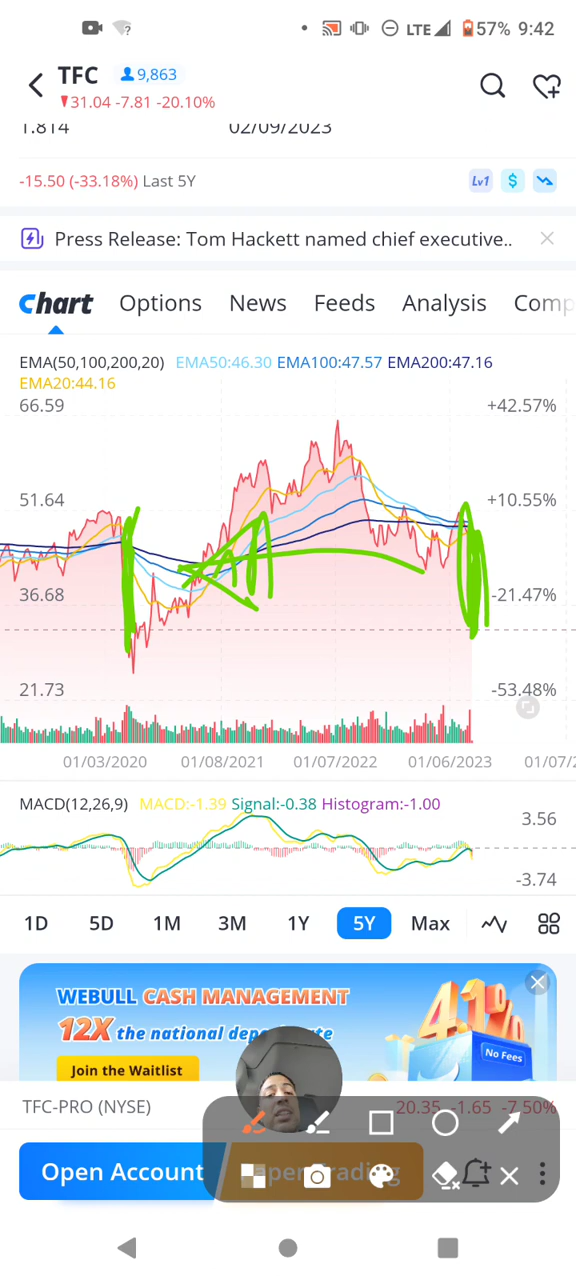 LTE 57% 9:42
TFC 9,863
31.04 -7.81 -20.10%
1.814 02/09/2023
-15.50 (-33.18%) Last 5Y
Lv1 $
Press Release: Tom Hackett named chief executive..
Chart Options News Feeds Analysis Comp
EMA(50,100,200,20) EMA50:46.30 EMA100:47.57 EMA200:47.16
EMA20:44.16
66.59 +42.57%
51.64 +10.55%
36.68 -21.47%
21.73 -53.48%
01/03/2020 01/08/2021 01/07/2022 01/06/2023 01/07/2
MACD(12,26,9) MACD:-1.39 Signal:-0.38 Histogram:-1.00
3.56
-3.74
1D 5D 1M 3M 1Y 5Y Max
WEBULL CASH MANAGEMENT
4.1%
12X the national
No Fees
Join the Waitlist
TFC-PRO (NYSE) 20.35 -1.65 -7.50%
Open Account